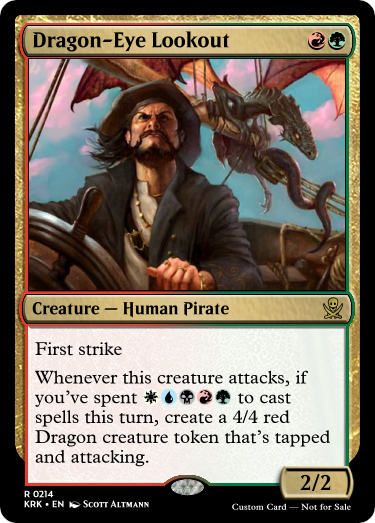 Dragon-Eye Lookout
Creature — Human Pirate
First strike
Whenever this creature attacks, if
you've spent to cast
spells this turn, create a 4/4 red
Dragon creature token that's tapped
and attacking.
2/2
R 0214
KRK • EN Scott Altmann
Custom Card — Not for Sale